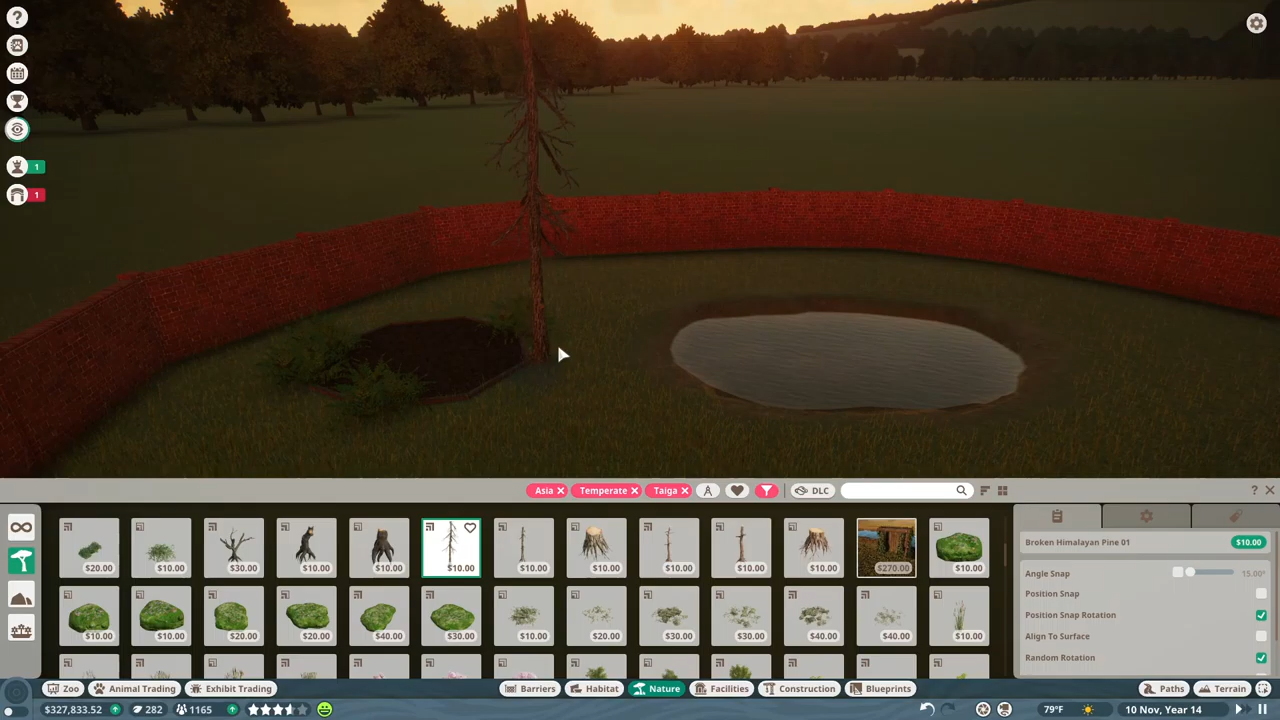 ?
1
1
Asia ×
Temperate ×
Taiga ×
DLC
? ×
$20.00
$10.00
$30.00
$10.00
$10.00
$10.00
$10.00
$10.00
$10.00
$10.00
$10.00
$270.00
$10.00
$10.00
$10.00
$20.00
$20.00
$40.00
$30.00
$10.00
$20.00
$30.00
$30.00
$40.00
$40.00
$10.00
Broken Himalayan Pine 01 $10.00
Angle Snap 15.00°
Position Snap
Position Snap Rotation
Align To Surface
Random Rotation
Zoo
Animal Trading
Exhibit Trading
Barriers
Habitat
Nature
Facilities
Construction
Blueprints
Paths
Terrain
$327,833.52
282
1165
79°F
10 Nov, Year 14